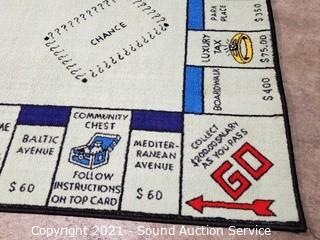 ????????????
CHANCE
PARK
PLACE
$350
LUXURY
TAX
$75.00
BOARDWALK
$400
ME
BALTIC
AVENUE
$60
COMMUNITY
CHEST
FOLLOW
INSTRUCTIONS
ON TOP CARD
MEDITER-
RANEAN
AVENUE
$60
COLLECT
$200.00 SALARY
AS YOU PASS
GO
Copyright 2021 - Sound Auction Service